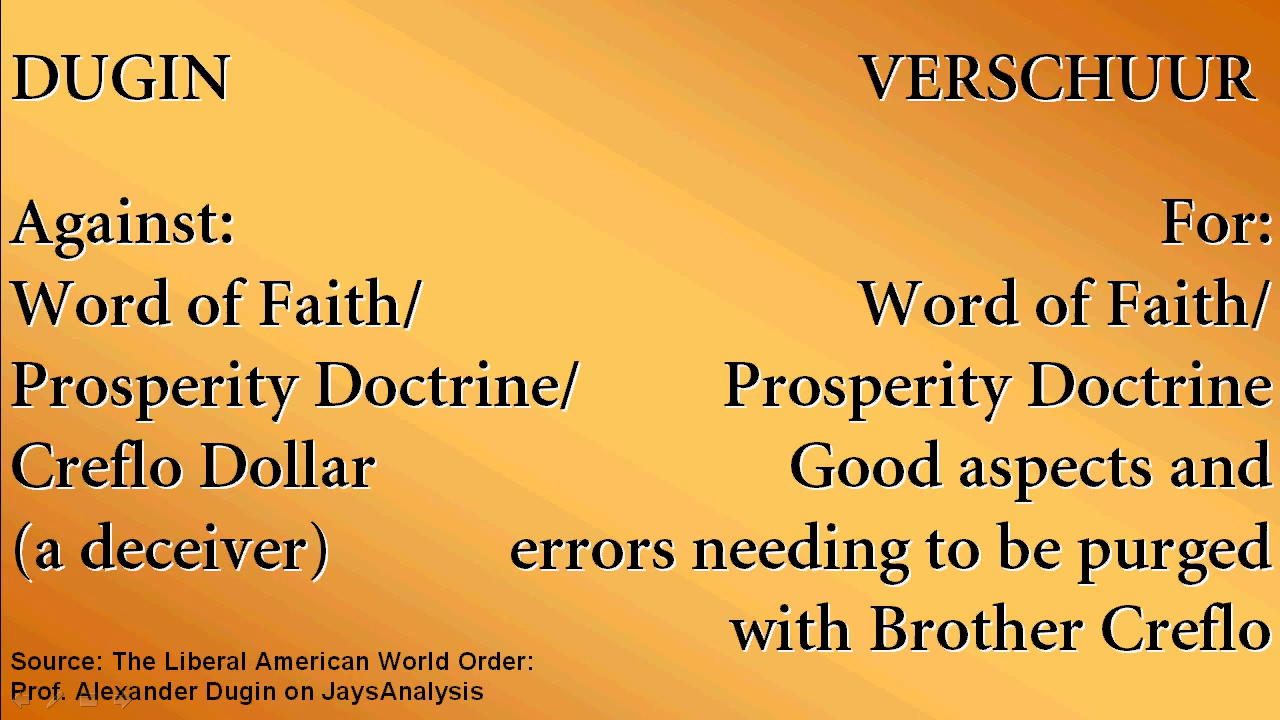 DUGIN
Against:
Word of Faith/
Prosperity Doctrine/
Creflo Dollar
(a deceiver)
VERSCHUUR
For:
Word of Faith/
Prosperity Doctrine
Good aspects and
errors needing to be purged
with Brother Creflo
Source: The Liberal American World Order:
Prof. Alexander Dugin on JaysAnalysis